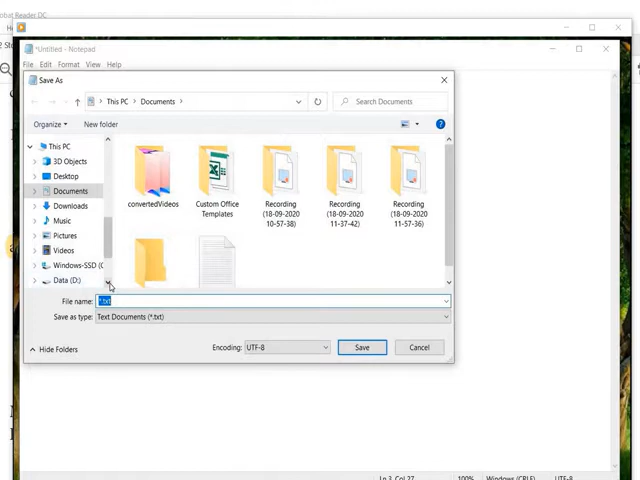 obat Reader DC
*Untitled - Notepad
File Edit Format View Help
Save As
This PC > Documents >
Search Documents
Organize
New folder
This PC
3D Objects
Desktop
Documents
Downloads
Music
Pictures
Videos
Windows-SSD (C
Data (D:)
convertedVideos
Custom Office Templates
Recording (18-09-2020 10-57-38)
Recording (18-09-2020 11-37-42)
Recording (18-09-2020 11-57-36)
File name: *.txt
Save as type: Text Documents (*.txt)
Hide Folders
Encoding: UTF-8
Save
Cancel
Ln 3, Col 27 100% Windows (CRLF) UTF-8